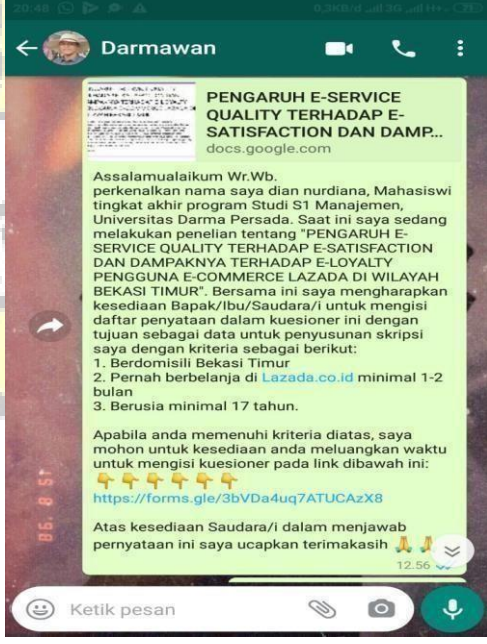 20:48
0,3KB/d 3G H+
Darmawan
PENGARUH E-SERVICE
QUALITY TERHADAP E-
SATISFACTION DAN DAMP...
docs.google.com
Assalamualaikum Wr.Wb.
perkenalkan nama saya dian nurdiana, Mahasiswi
tingkat akhir program Studi S1 Manajemen,
Universitas Darma Persada. Saat ini saya sedang
melakukan penelian tentang "PENGARUH E-
SERVICE QUALITY TERHADAP E-SATISFACTION
DAN DAMPAKNYA TERHADAP E-LOYALTY
PENGGUNA E-COMMERCE LAZADA DI WILAYAH
BEKASI TIMUR". Bersama ini saya mengharapkan
kesediaan Bapak/Ibu/Saudara/i untuk mengisi
daftar penyataan dalam kuesioner ini dengan
tujuan sebagai data untuk penyusunan skripsi
saya dengan kriteria sebagai berikut:
1. Berdomisili Bekasi Timur
2. Pernah berbelanja di Lazada.co.id minimal 1-2
bulan
3. Berusia minimal 17 tahun.
Apabila anda memenuhi kriteria diatas, saya
mohon untuk kesediaan anda meluangkan waktu
untuk mengisi kuesioner pada link dibawah ini:
👇👇👇👇👇👇
https://forms.gle/3bVDa4uq7ATUCAzX8
Atas kesediaan Saudara/i dalam menjawab
pernyataan ini saya ucapkan terimakasih 🙏🙏
12.56
Ketik pesan